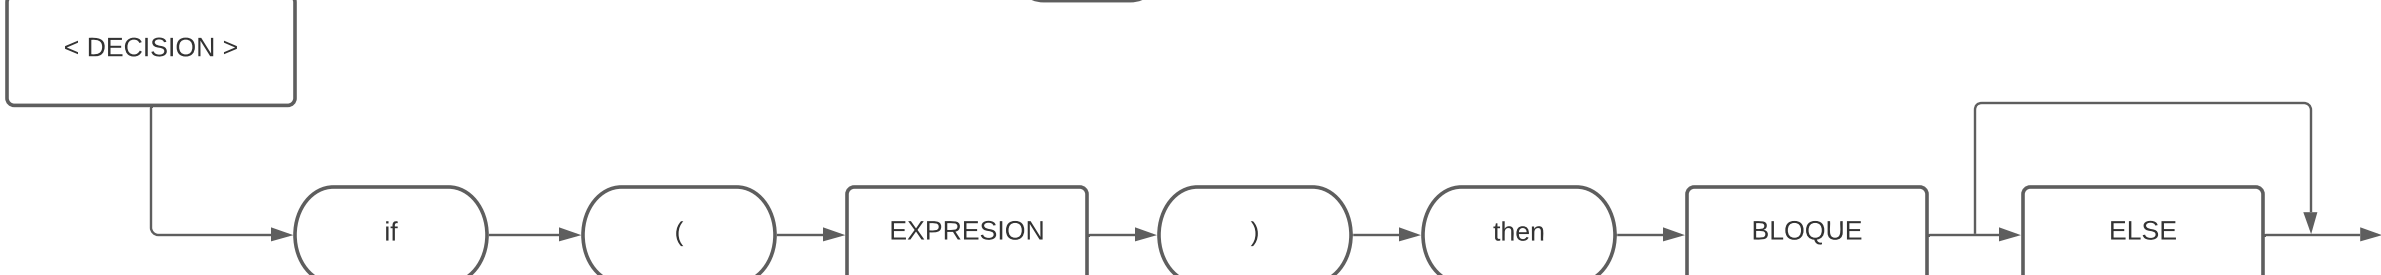 < DECISION >
if
(
EXPRESION
)
then
BLOQUE
ELSE